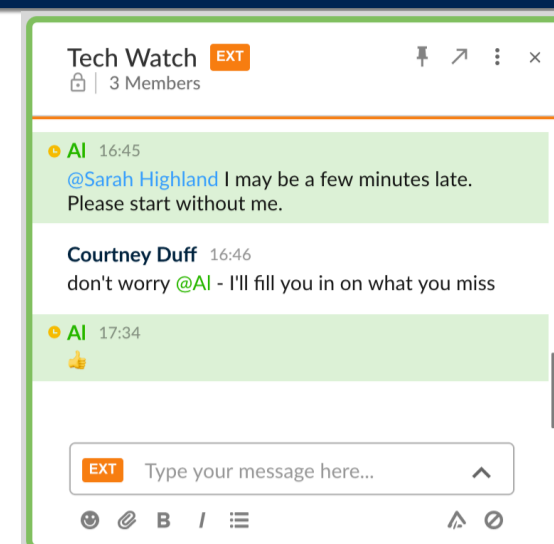 Tech Watch EXT
3 Members
Al 16:45
@Sarah Highland I may be a few minutes late.
Please start without me.
Courtney Duff 16:46
don't worry @Al - I'll fill you in on what you miss
Al 17:34
EXT Type your message here...
B I